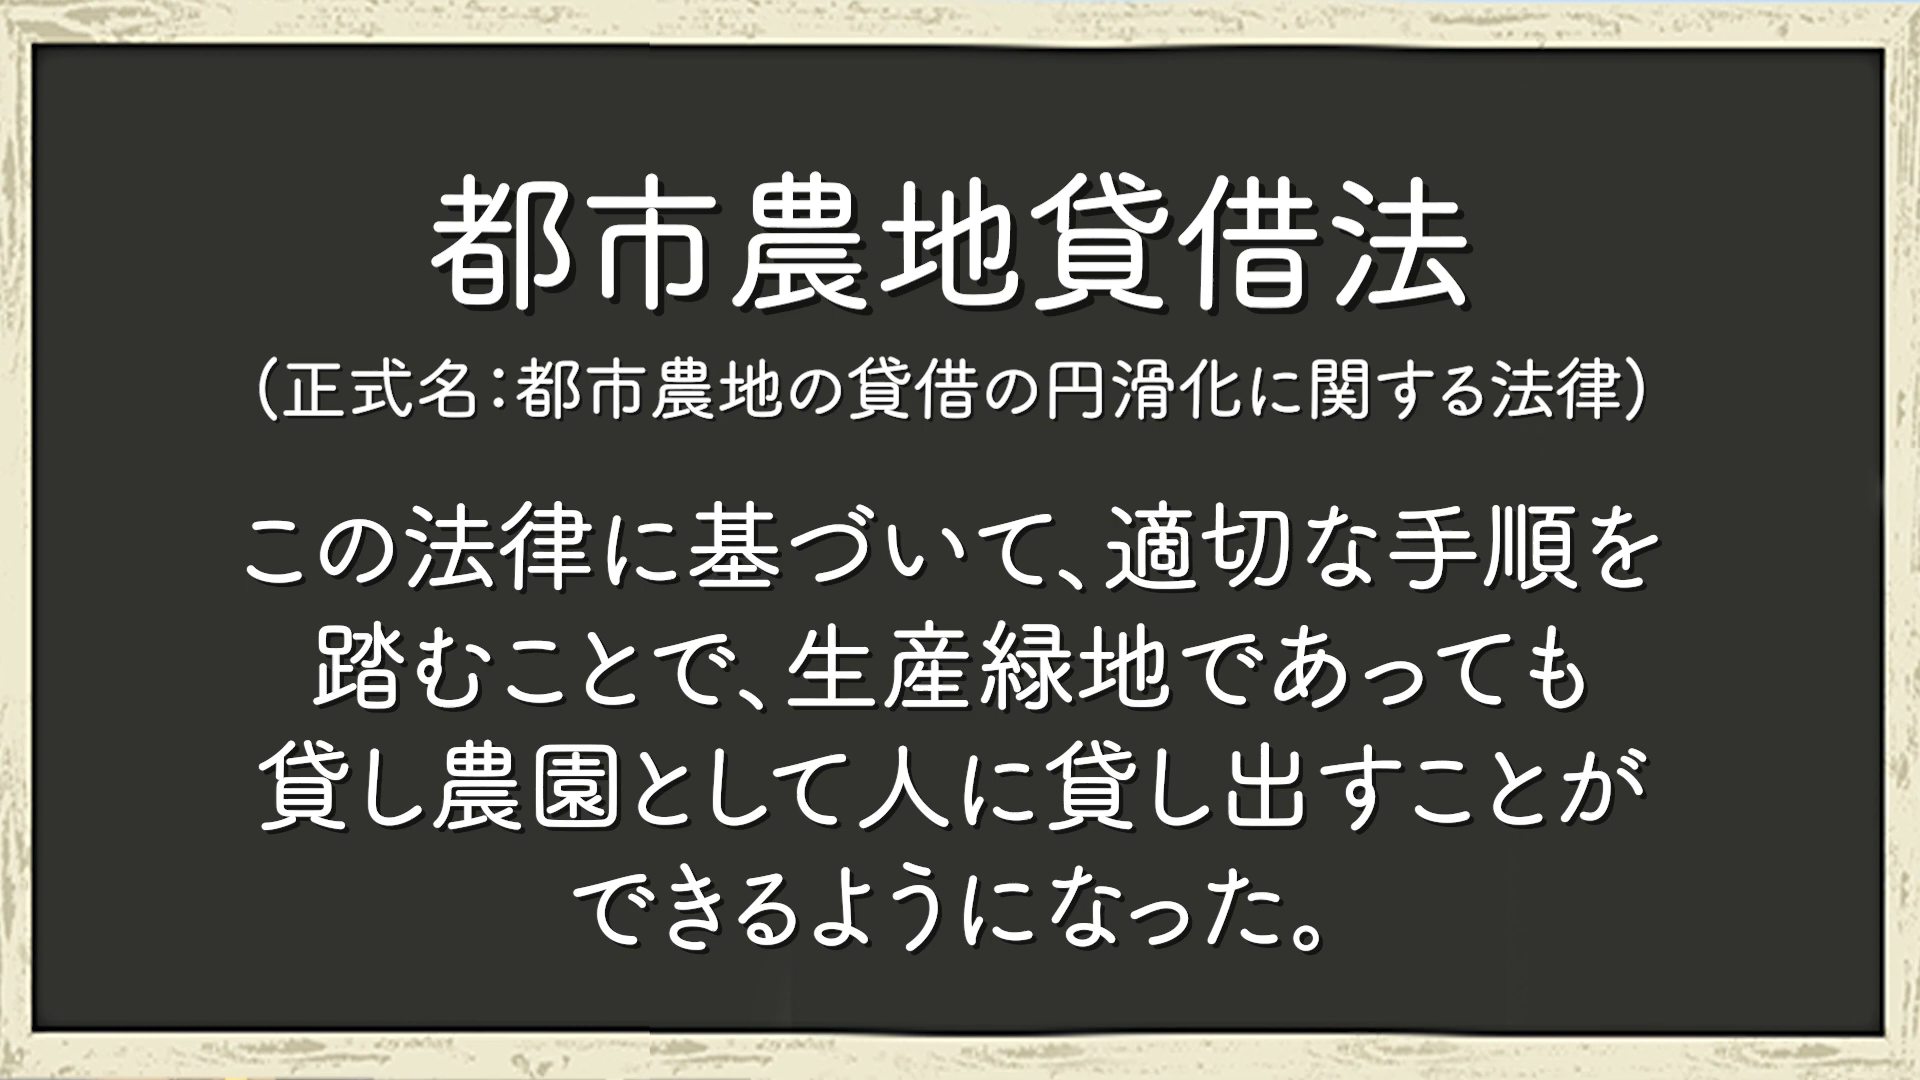 都市農地貸借法
（正式名：都市農地の貸借の円滑化に関する法律）
この法律に基づいて、適切な手順を
踏むことで、生産緑地であっても
貸し農園として人に貸し出すことが
できるようになった。